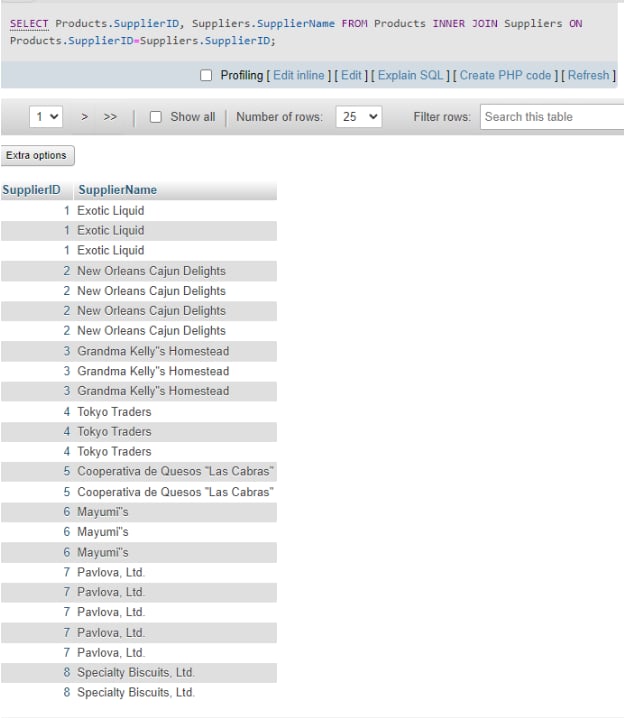 SELECT Products.SupplierID, Suppliers.SupplierName FROM Products INNER JOIN Suppliers ON
Products.SupplierID=Suppliers.SupplierID;
Profiling [ Edit inline ] [ Edit ] [ Explain SQL ] [ Create PHP code ] [ Refresh ]
1 > >> Show all Number of rows: 25 Filter rows: Search this table
Extra options
SupplierID SupplierName
1 Exotic Liquid
1 Exotic Liquid
1 Exotic Liquid
2 New Orleans Cajun Delights
2 New Orleans Cajun Delights
2 New Orleans Cajun Delights
2 New Orleans Cajun Delights
3 Grandma Kelly"s Homestead
3 Grandma Kelly"s Homestead
3 Grandma Kelly"s Homestead
4 Tokyo Traders
4 Tokyo Traders
4 Tokyo Traders
5 Cooperativa de Quesos "Las Cabras"
5 Cooperativa de Quesos "Las Cabras"
6 Mayumi"s
6 Mayumi"s
6 Mayumi"s
7 Pavlova, Ltd.
7 Pavlova, Ltd.
7 Pavlova, Ltd.
7 Pavlova, Ltd.
7 Pavlova, Ltd.
8 Specialty Biscuits, Ltd.
8 Specialty Biscuits, Ltd.